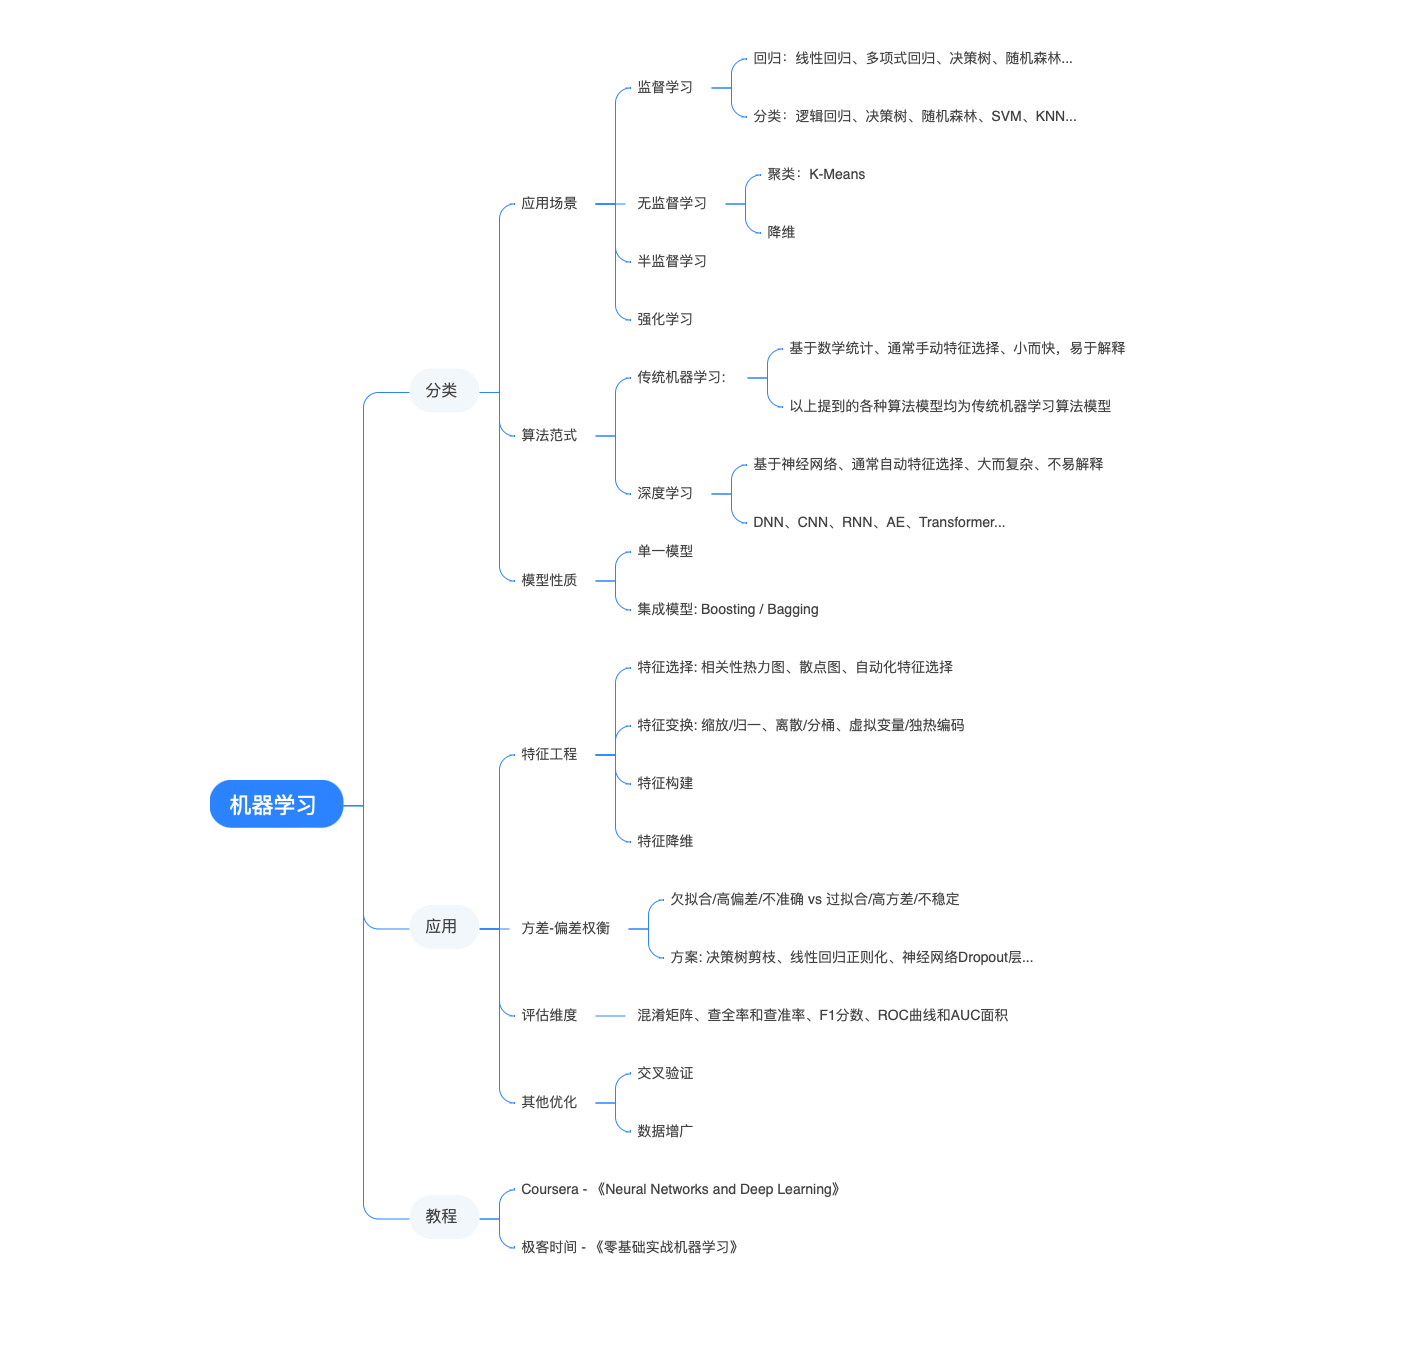 机器学习
分类
应用场景
监督学习
回归：线性回归、多项式回归、决策树、随机森林...
分类：逻辑回归、决策树、随机森林、SVM、KNN...
无监督学习
聚类：K-Means
降维
半监督学习
强化学习
算法范式
传统机器学习:
基于数学统计、通常手动特征选择、小而快，易于解释
以上提到的各种算法模型均为传统机器学习算法模型
深度学习
基于神经网络、通常自动特征选择、大而复杂、不易解释
DNN、CNN、RNN、AE、Transformer...
模型性质
单一模型
集成模型: Boosting / Bagging
应用
特征工程
特征选择: 相关性热力图、散点图、自动化特征选择
特征变换: 缩放/归一、离散/分桶、虚拟变量/独热编码
特征构建
特征降维
方差-偏差权衡
欠拟合/高偏差/不准确 vs 过拟合/高方差/不稳定
方案: 决策树剪枝、线性回归正则化、神经网络Dropout层...
评估维度
混淆矩阵、查全率和查准率、F1分数、ROC曲线和AUC面积
其他优化
交叉验证
数据增广
教程
Coursera - 《Neural Networks and Deep Learning》
极客时间 - 《零基础实战机器学习》